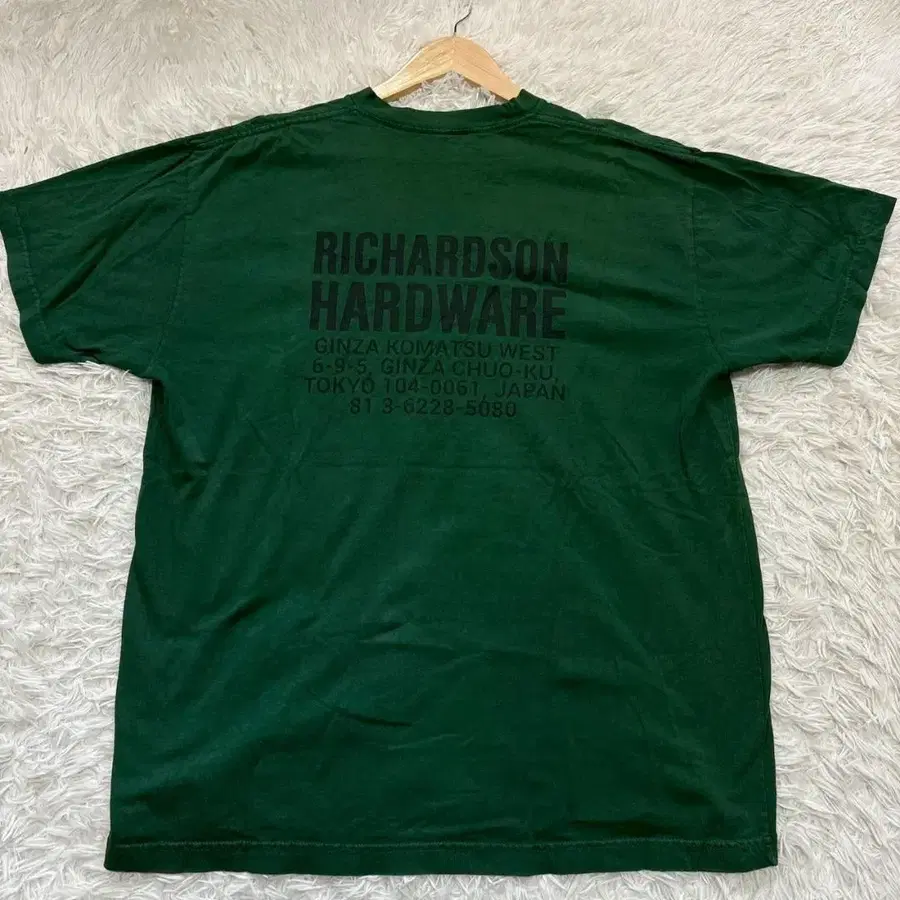 RICHARDSON
HARDWARE
GINZA KOMATSU WEST
6-9-5, GINZA CHUO-KU,
TOKYO 104-0061, JAPAN
81 3-6228-5080